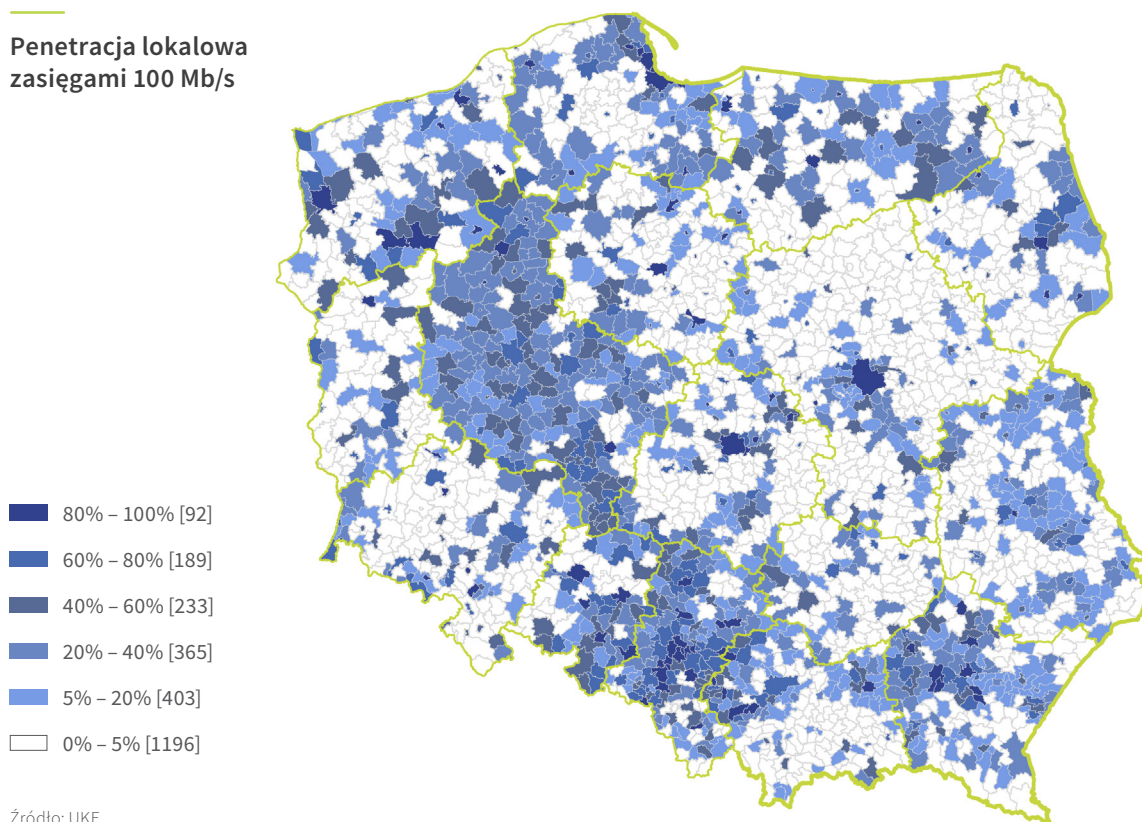 Penetracja lokalowa
zasięgami 100 Mb/s
80% – 100% [92]
60% – 80% [189]
40% – 60% [233]
20% – 40% [365]
5% – 20% [403]
0% – 5% [1196]
Źródło: UKE